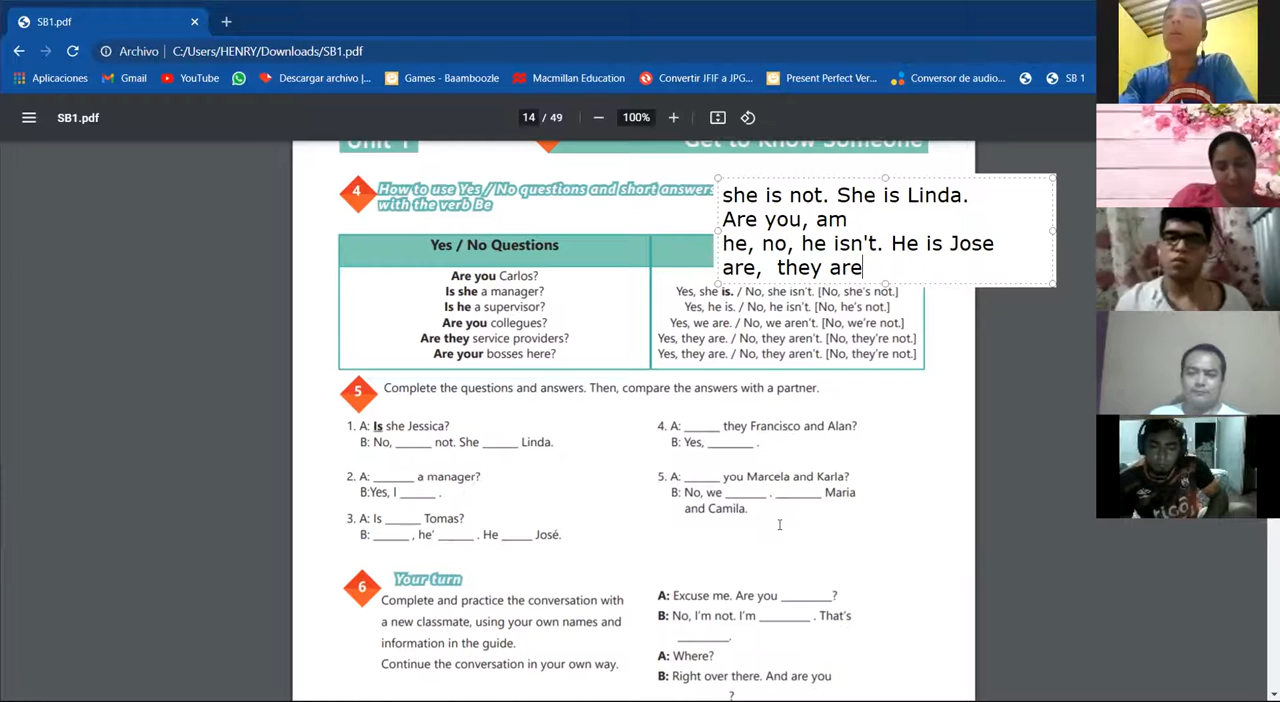 SB1.pdf
Archivo C:/Users/HENRY/Downloads/SB1.pdf
Aplicaciones Gmail YouTube Descargar archivo |... Games - Baamboozle Macmillan Education Convertir JFIF a JPG... Present Perfect Ver... Conversor de audio... SB 1
SB1.pdf 14 / 49 100%
Unit 1 Get to Know Someone
4 How to use Yes / No questions and short answers
with the verb Be
she is not. She is Linda.
Are you, am
he, no, he isn't. He is Jose
are, they are
Yes / No Questions
Are you Carlos?
Is she a manager?
Is he a supervisor?
Are you collegues?
Are they service providers?
Are your bosses here?
Yes, she is. / No, she isn't. [No, she's not.]
Yes, he is. / No, he isn't. [No, he's not.]
Yes, we are. / No, we aren't. [No, we're not.]
Yes, they are. / No, they aren't. [No, they're not.]
Yes, they are. / No, they aren't. [No, they're not.]
5 Complete the questions and answers. Then, compare the answers with a partner.
1. A: Is she Jessica?
B: No, ______ not. She ______ Linda.
2. A: _______ a manager?
B:Yes, I ______ .
3. A: Is ______ Tomas?
B: ______ , he' ______ . He _____ José.
4. A: ______ they Francisco and Alan?
B: Yes, ________ .
5. A: ______ you Marcela and Karla?
B: No, we _______ . ________ Maria
and Camila.
6 Your turn
Complete and practice the conversation with
a new classmate, using your own names and
information in the guide.
Continue the conversation in your own way.
A: Excuse me. Are you _________?
B: No, I'm not. I'm _________ . That's
_________.
A: Where?
B: Right over there. And are you
?
tigo